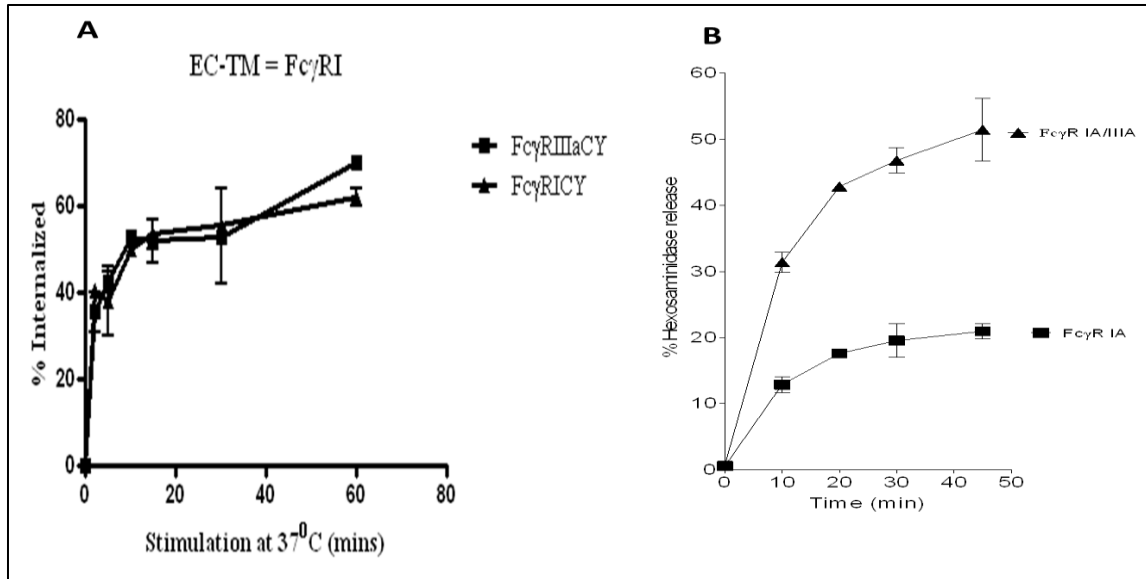 A
EC-TM = FcγRI
80
60
40
20
0
0 20 40 60 80
% Internalized
Stimulation at 37⁰C (mins)
FcγRIIIaCY
FcγRICY
B
60
50
40
30
20
10
0
0 10 20 30 40 50
% Hexosaminidase release
Time (min)
FcγR IA/IIIA
FcγR IA